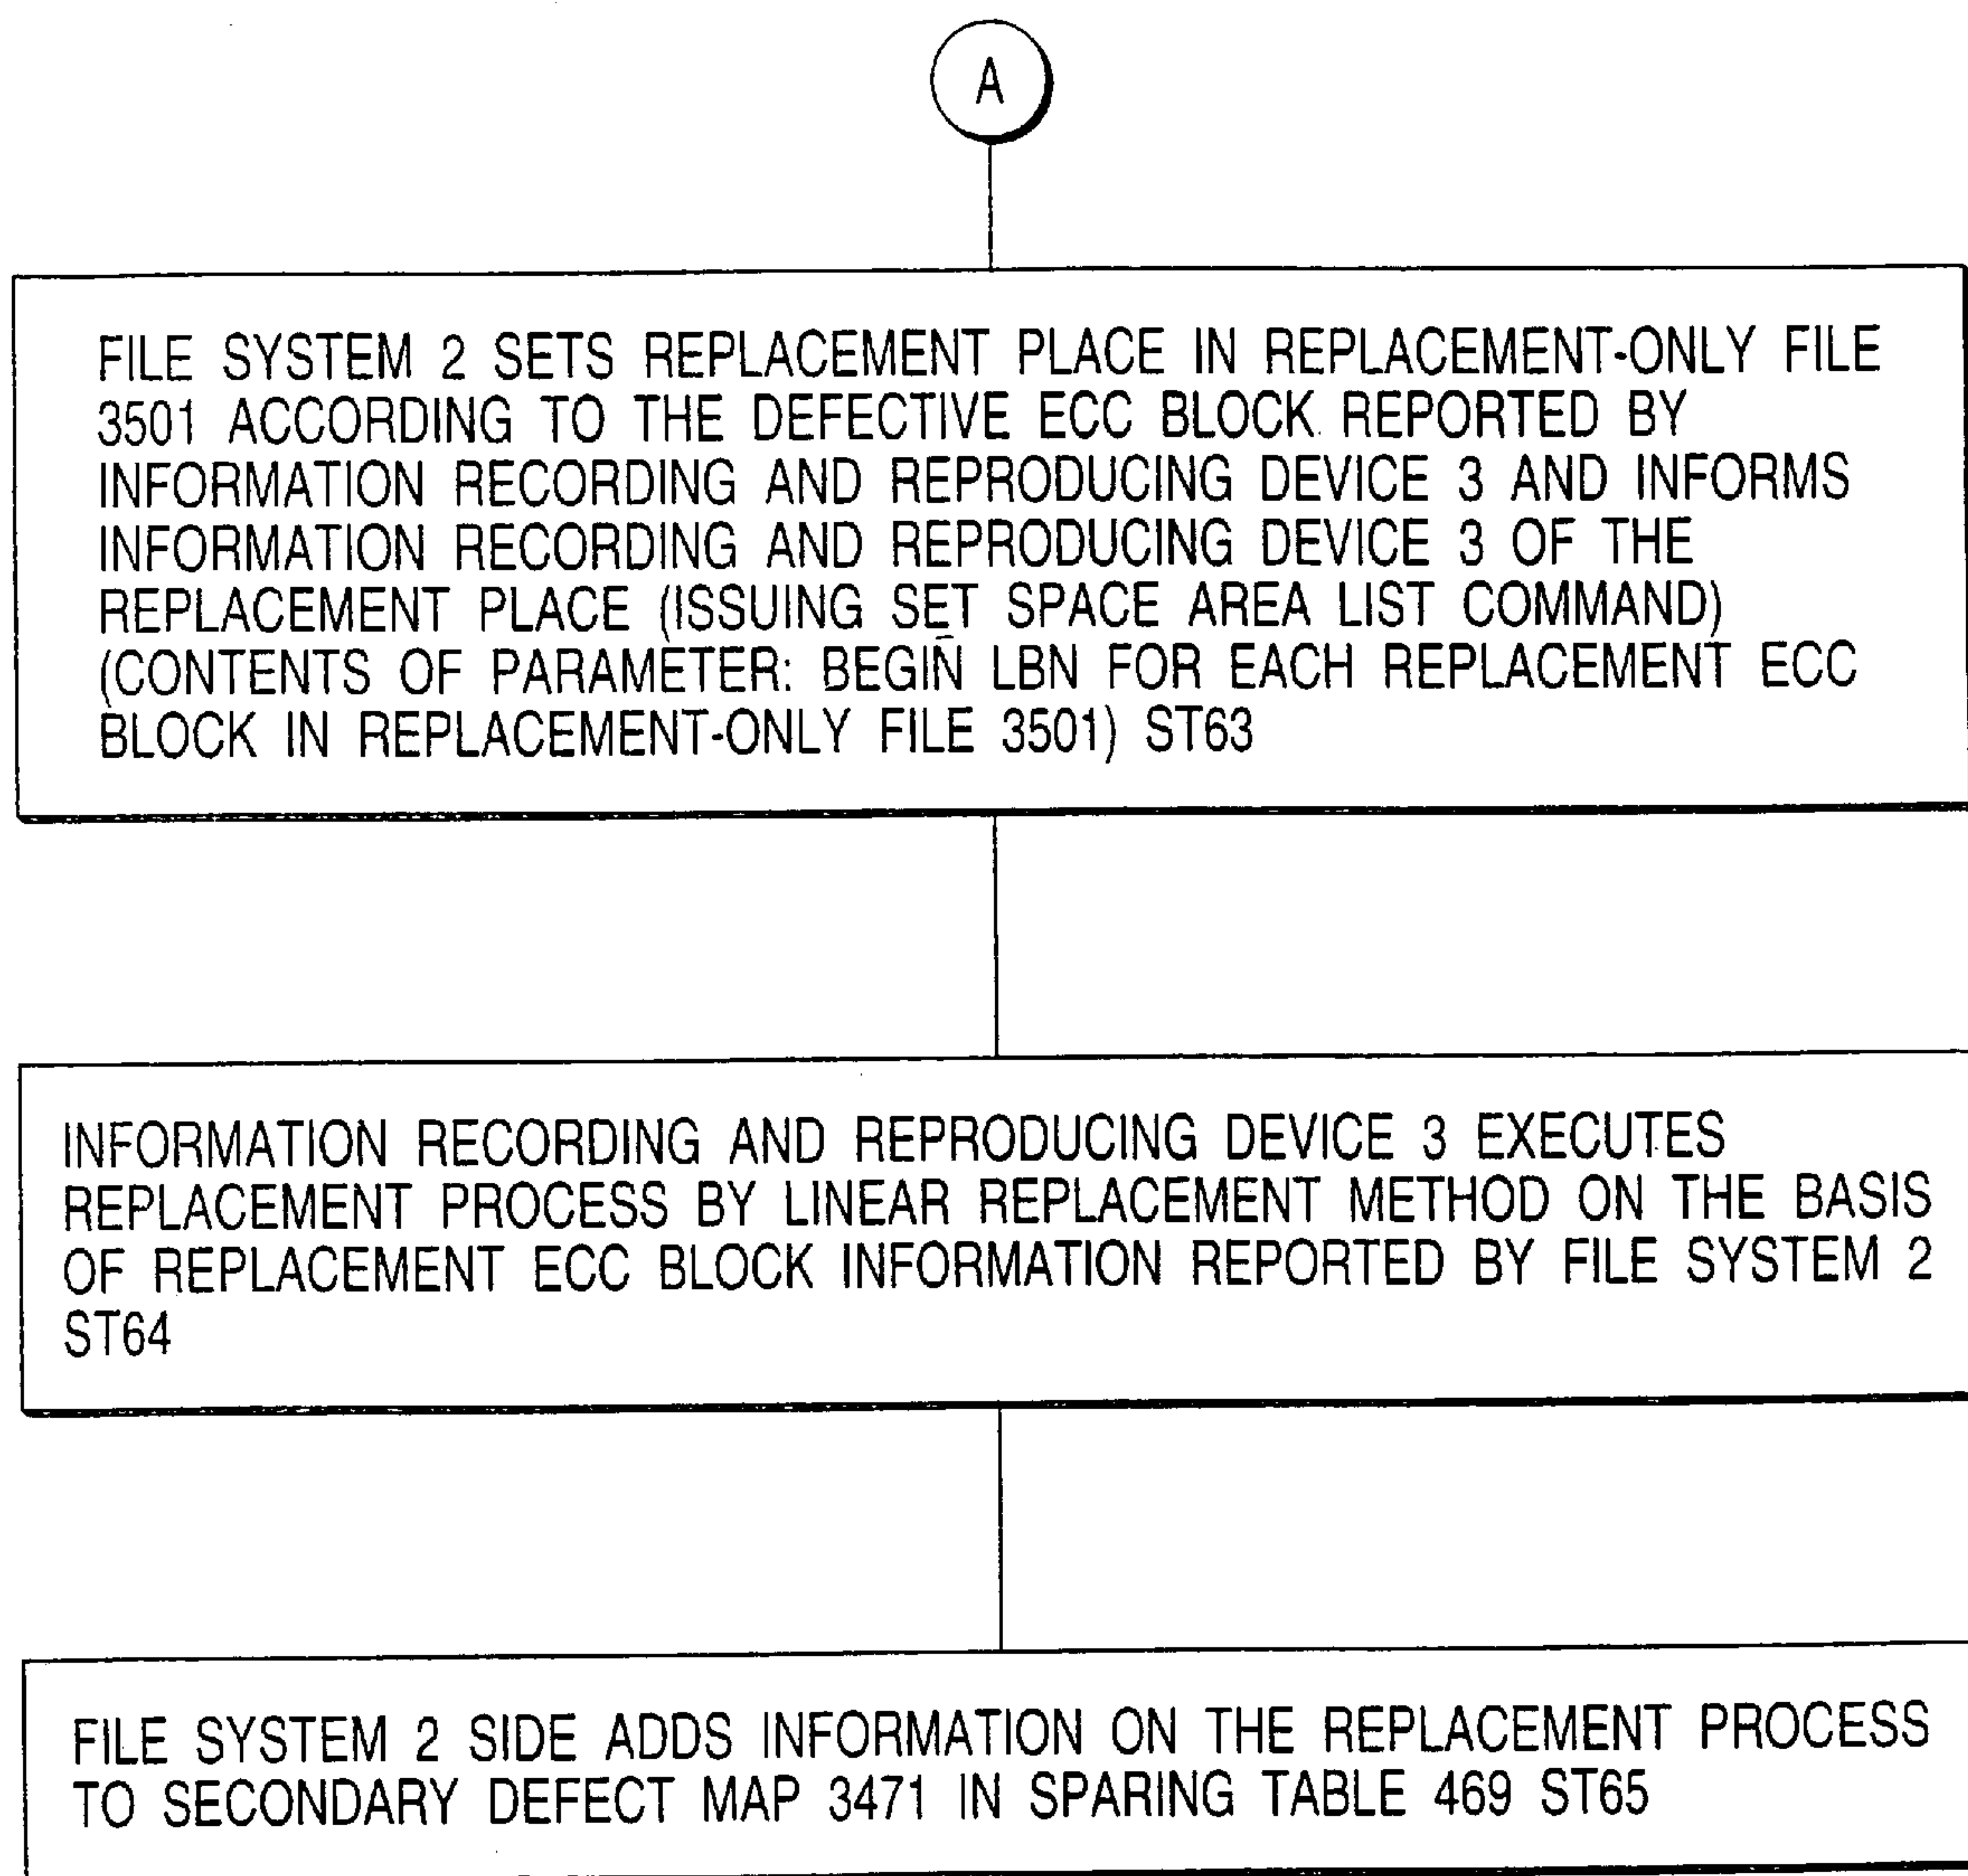 A
FILE SYSTEM 2 SETS REPLACEMENT PLACE IN REPLACEMENT-ONLY FILE
3501 ACCORDING TO THE DEFECTIVE ECC BLOCK REPORTED BY
INFORMATION RECORDING AND REPRODUCING DEVICE 3 AND INFORMS
INFORMATION RECORDING AND REPRODUCING DEVICE 3 OF THE
REPLACEMENT PLACE (ISSUING SET SPACE AREA LIST COMMAND)
(CONTENTS OF PARAMETER: BEGIN LBN FOR EACH REPLACEMENT ECC
BLOCK IN REPLACEMENT-ONLY FILE 3501) ST63
INFORMATION RECORDING AND REPRODUCING DEVICE 3 EXECUTES
REPLACEMENT PROCESS BY LINEAR REPLACEMENT METHOD ON THE BASIS
OF REPLACEMENT ECC BLOCK INFORMATION REPORTED BY FILE SYSTEM 2
ST64
FILE SYSTEM 2 SIDE ADDS INFORMATION ON THE REPLACEMENT PROCESS
TO SECONDARY DEFECT MAP 3471 IN SPARING TABLE 469 ST65